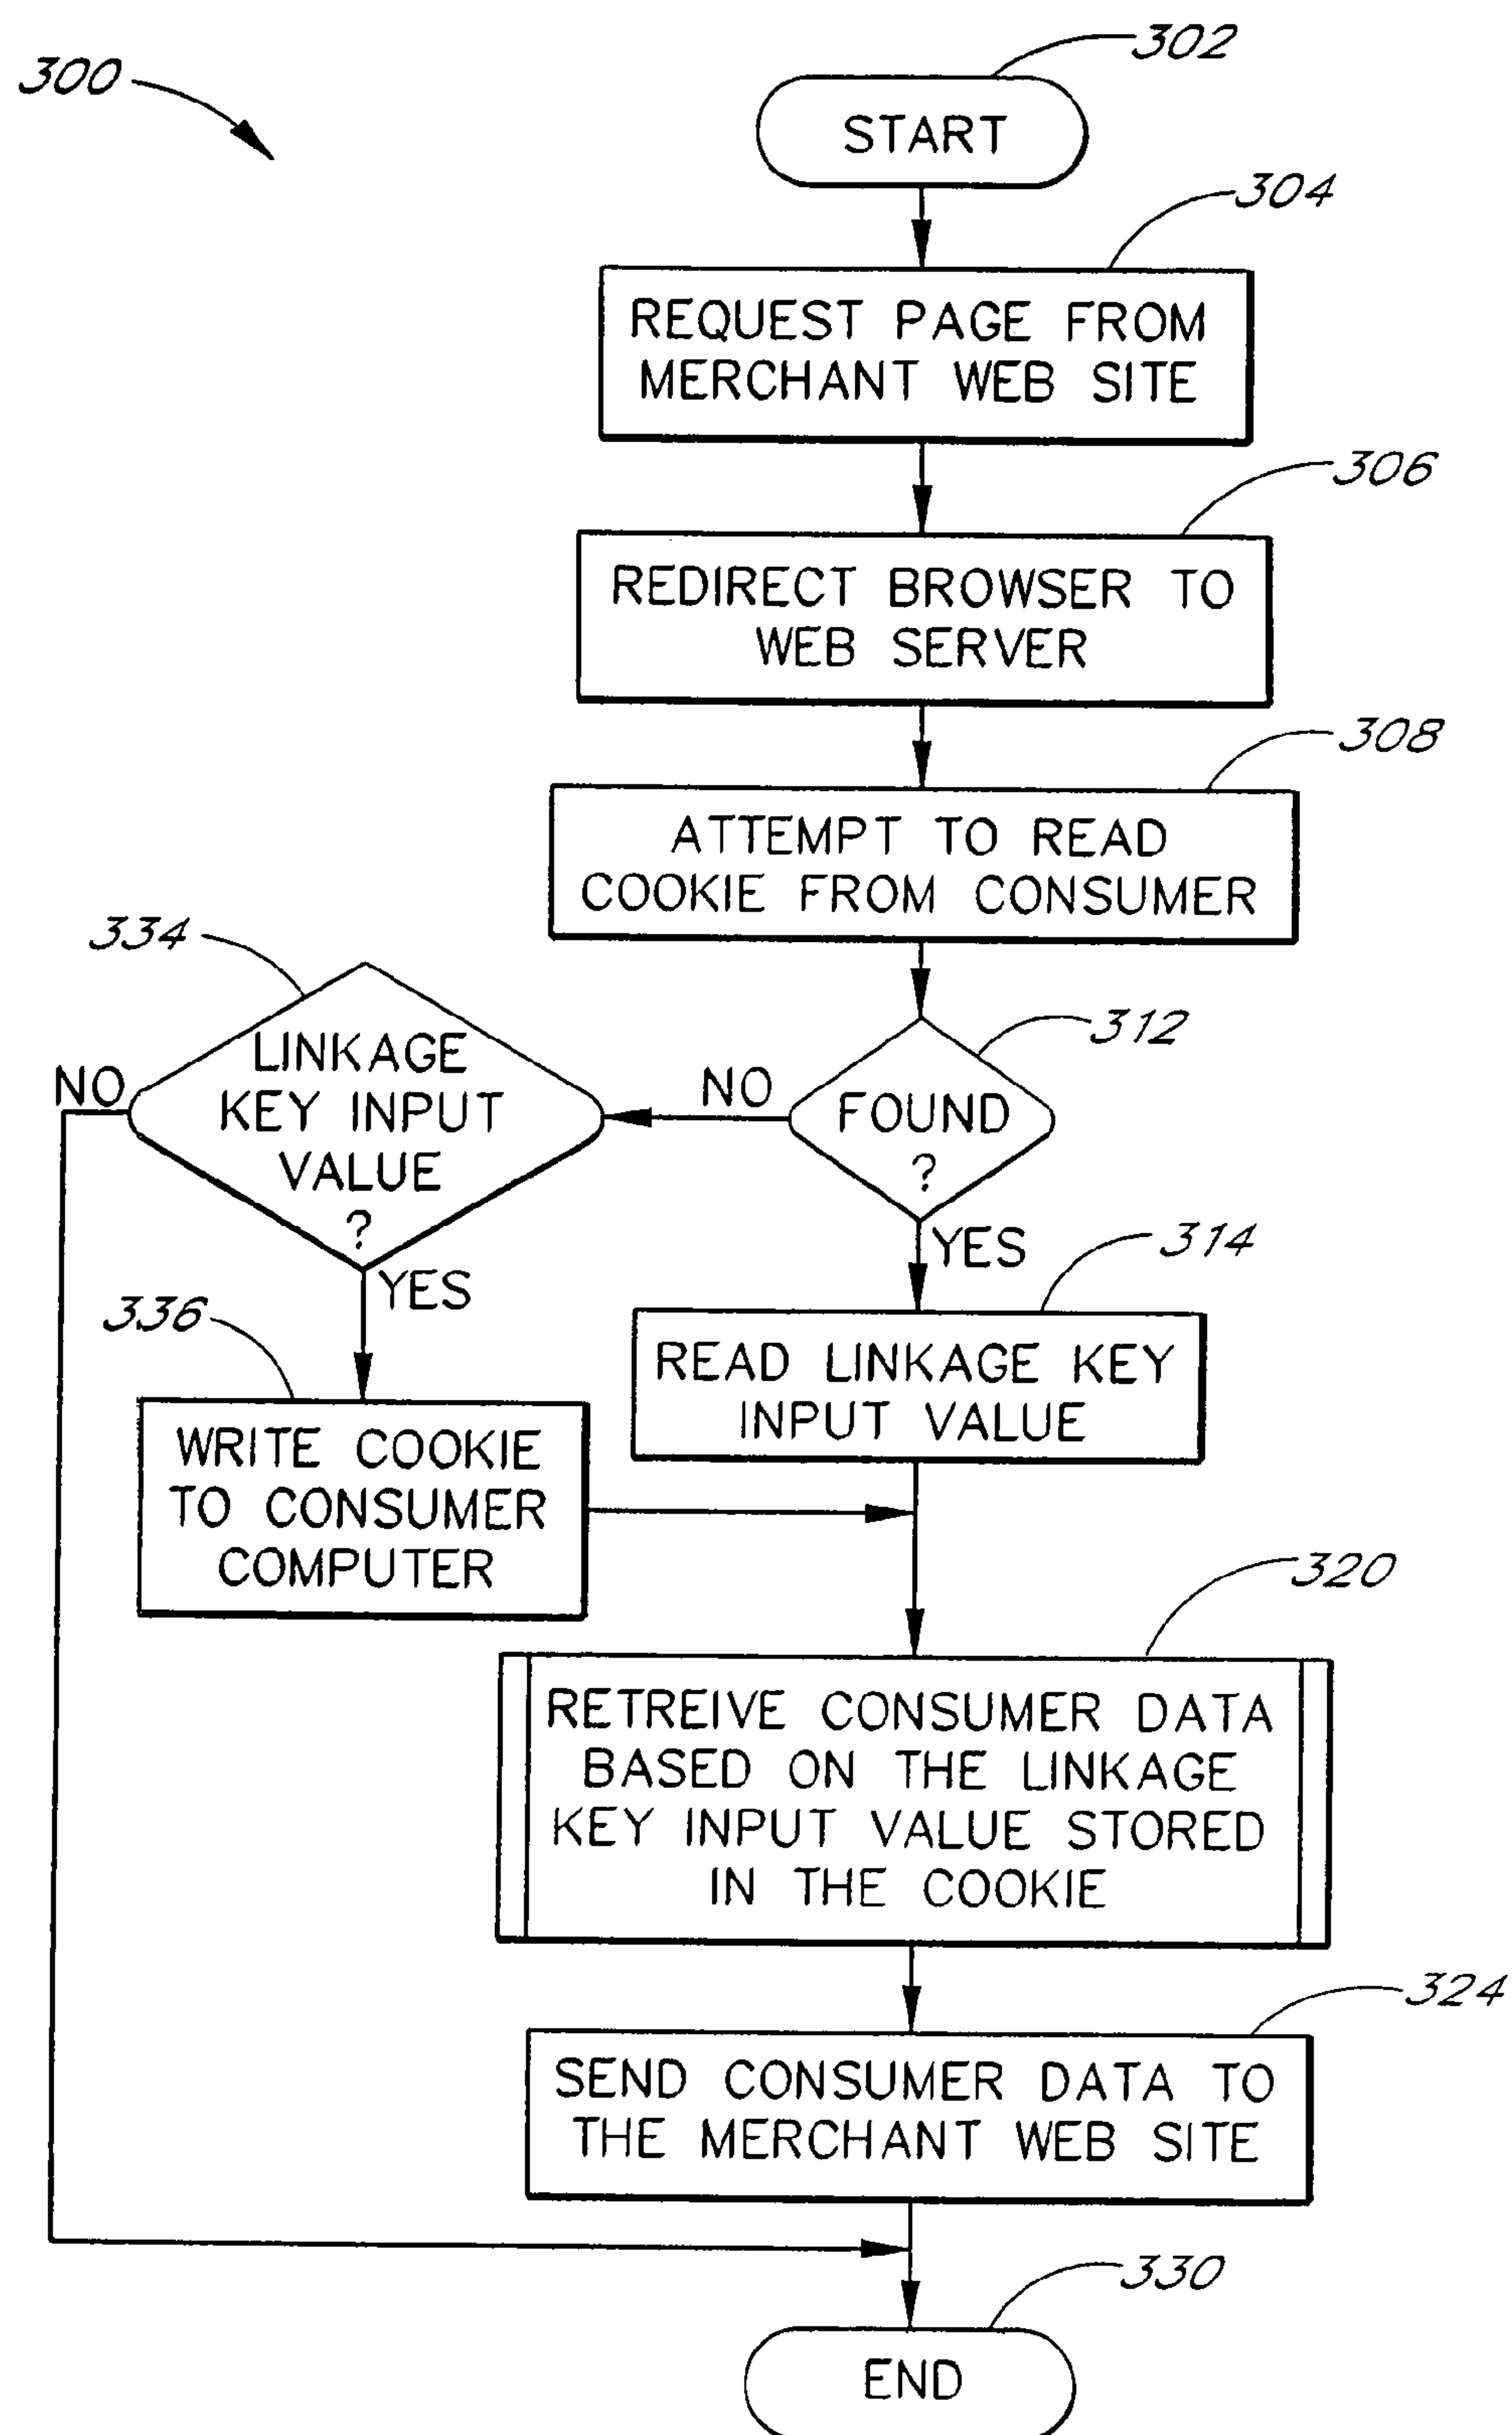 300
302
START
304
REQUEST PAGE FROM
MERCHANT WEB SITE
306
REDIRECT BROWSER TO
WEB SERVER
308
ATTEMPT TO READ
COOKIE FROM CONSUMER
334
LINKAGE
KEY INPUT
VALUE
?
NO
NO
312
FOUND
?
YES
YES
314
READ LINKAGE KEY
INPUT VALUE
336
WRITE COOKIE
TO CONSUMER
COMPUTER
320
RETREIVE CONSUMER DATA
BASED ON THE LINKAGE
KEY INPUT VALUE STORED
IN THE COOKIE
324
SEND CONSUMER DATA TO
THE MERCHANT WEB SITE
330
END